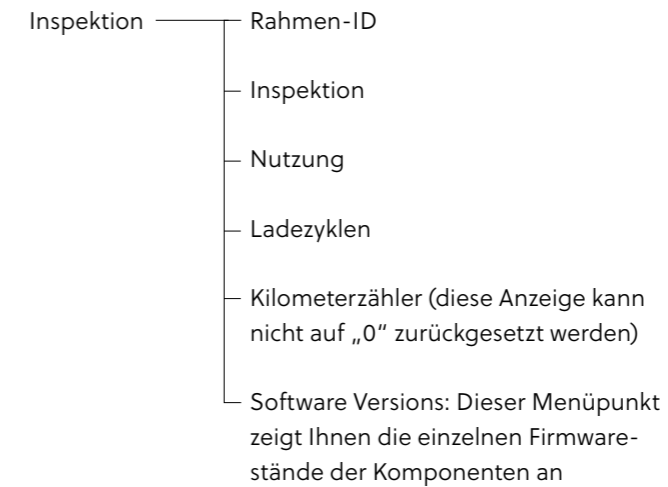 Inspektion Rahmen-ID
Inspektion
Nutzung
Ladezyklen
Kilometerzähler (diese Anzeige kann
nicht auf „0“ zurückgesetzt werden)
Software Versions: Dieser Menüpunkt
zeigt Ihnen die einzelnen Firmware-
stände der Komponenten an